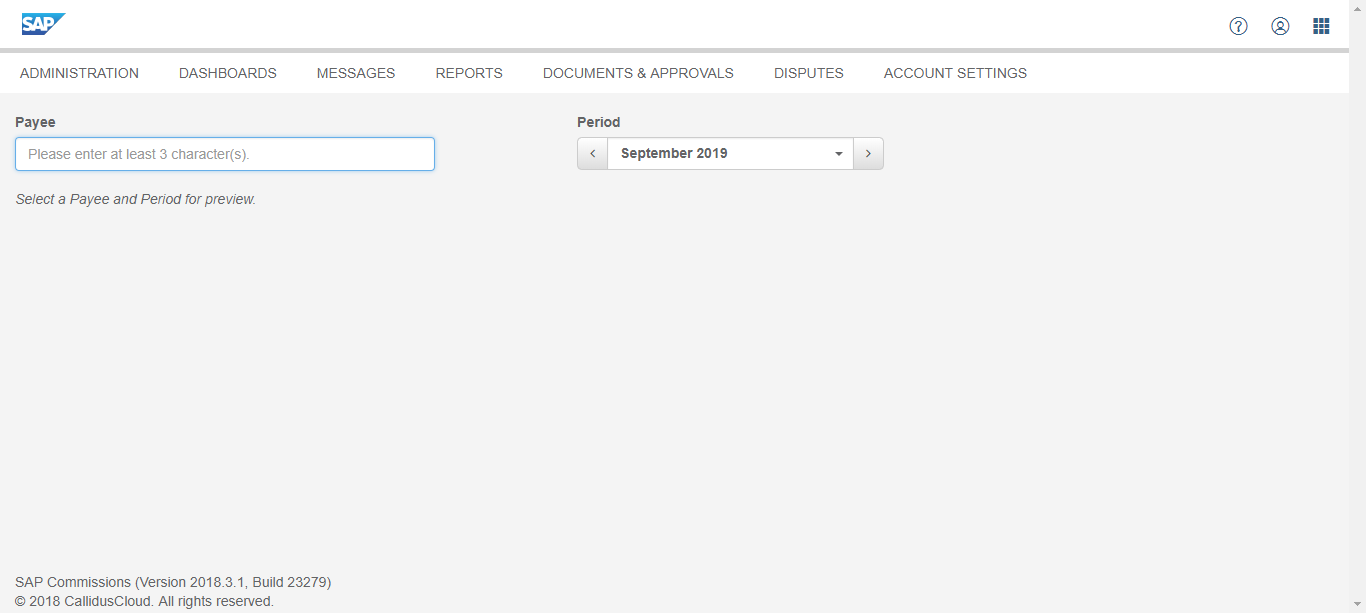 SAP
ADMINISTRATION DASHBOARDS MESSAGES REPORTS DOCUMENTS & APPROVALS DISPUTES ACCOUNT SETTINGS
Payee Period
Please enter at least 3 character(s). September 2019
Select a Payee and Period for preview.
SAP Commissions (Version 2018.3.1, Build 23279)
© 2018 CallidusCloud. All rights reserved.